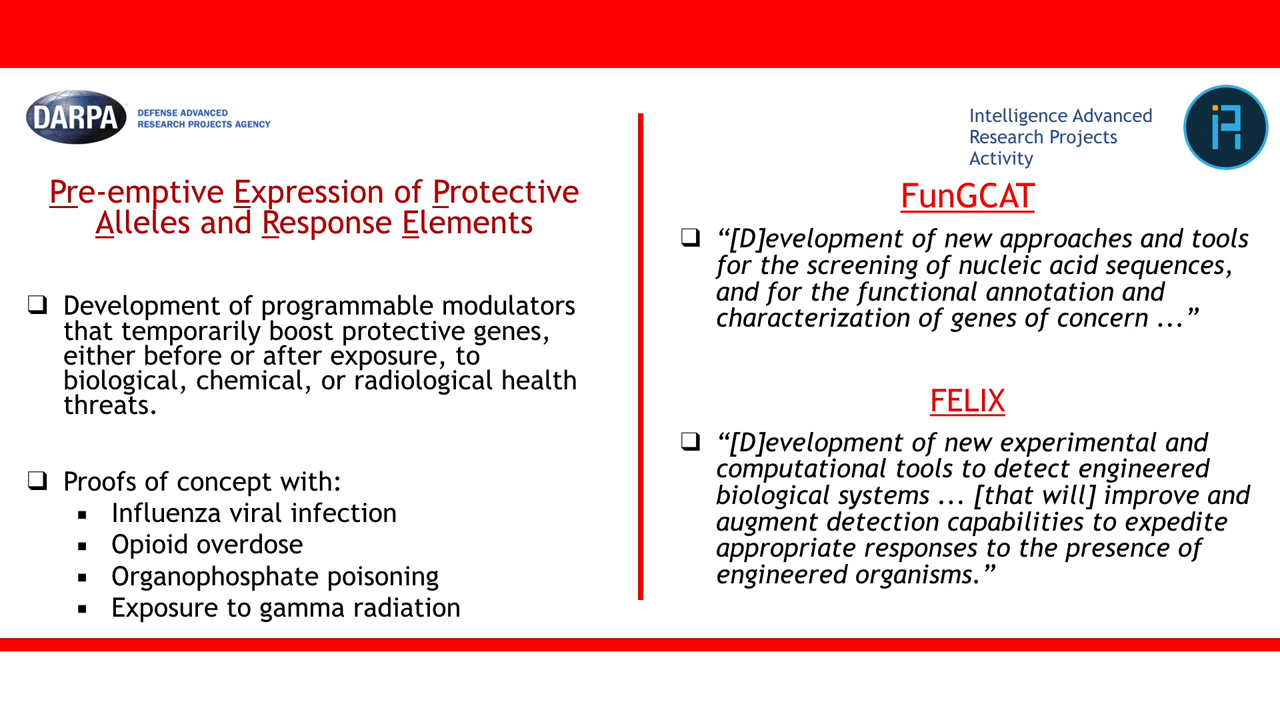 DARPA
DEFENSE ADVANCED
RESEARCH PROJECTS AGENCY
Pre-emptive Expression of Protective
Alleles and Response Elements
❑ Development of programmable modulators
that temporarily boost protective genes,
either before or after exposure, to
biological, chemical, or radiological health
threats.
❑ Proofs of concept with:
▪ Influenza viral infection
▪ Opioid overdose
▪ Organophosphate poisoning
▪ Exposure to gamma radiation
Intelligence Advanced
Research Projects
Activity
FunGCAT
❑ “[D]evelopment of new approaches and tools
for the screening of nucleic acid sequences,
and for the functional annotation and
characterization of genes of concern ...”
FELIX
❑ “[D]evelopment of new experimental and
computational tools to detect engineered
biological systems ... [that will] improve and
augment detection capabilities to expedite
appropriate responses to the presence of
engineered organisms.”